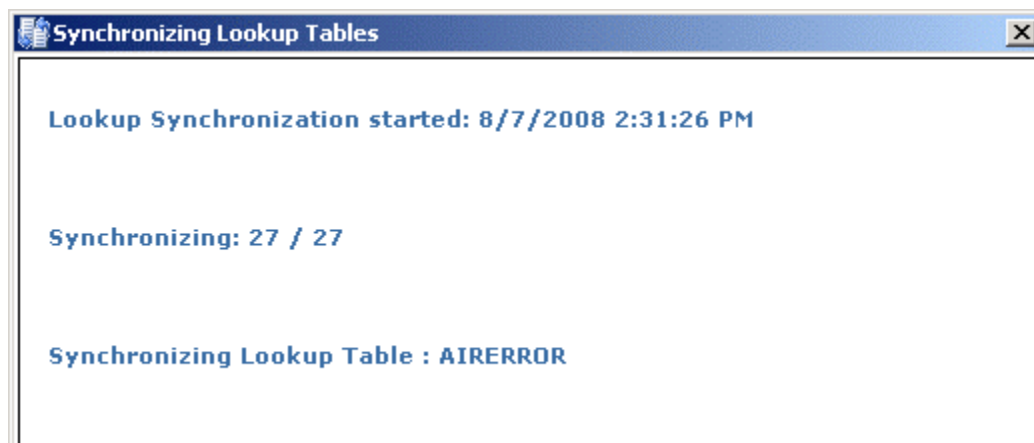 Synchronizing Lookup Tables
Lookup Synchronization started: 8/7/2008 2:31:26 PM
Synchronizing: 27 / 27
Synchronizing Lookup Table : AIRERROR